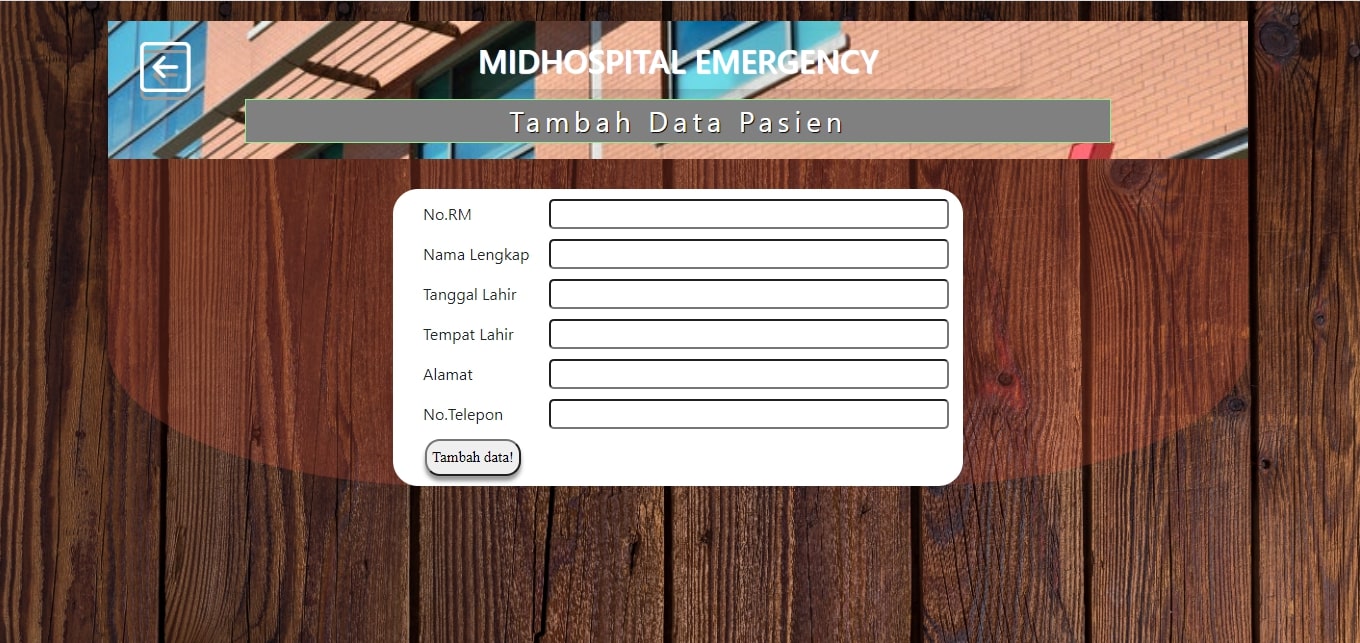 MIDHOSPITAL EMERGENCY
Tambah Data Pasien
No.RM
Nama Lengkap
Tanggal Lahir
Tempat Lahir
Alamat
No.Telepon
Tambah data!